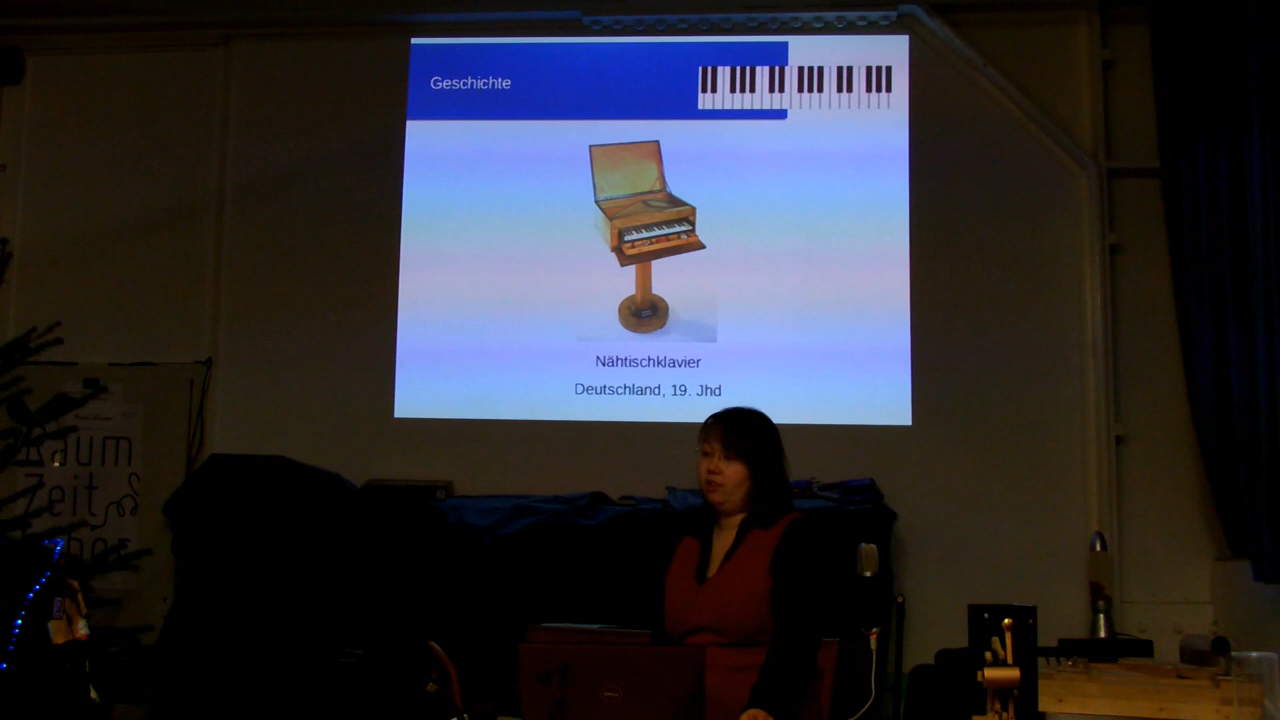 Geschichte
Nähtischklavier
Deutschland, 19. Jhd
Raum
Zeit